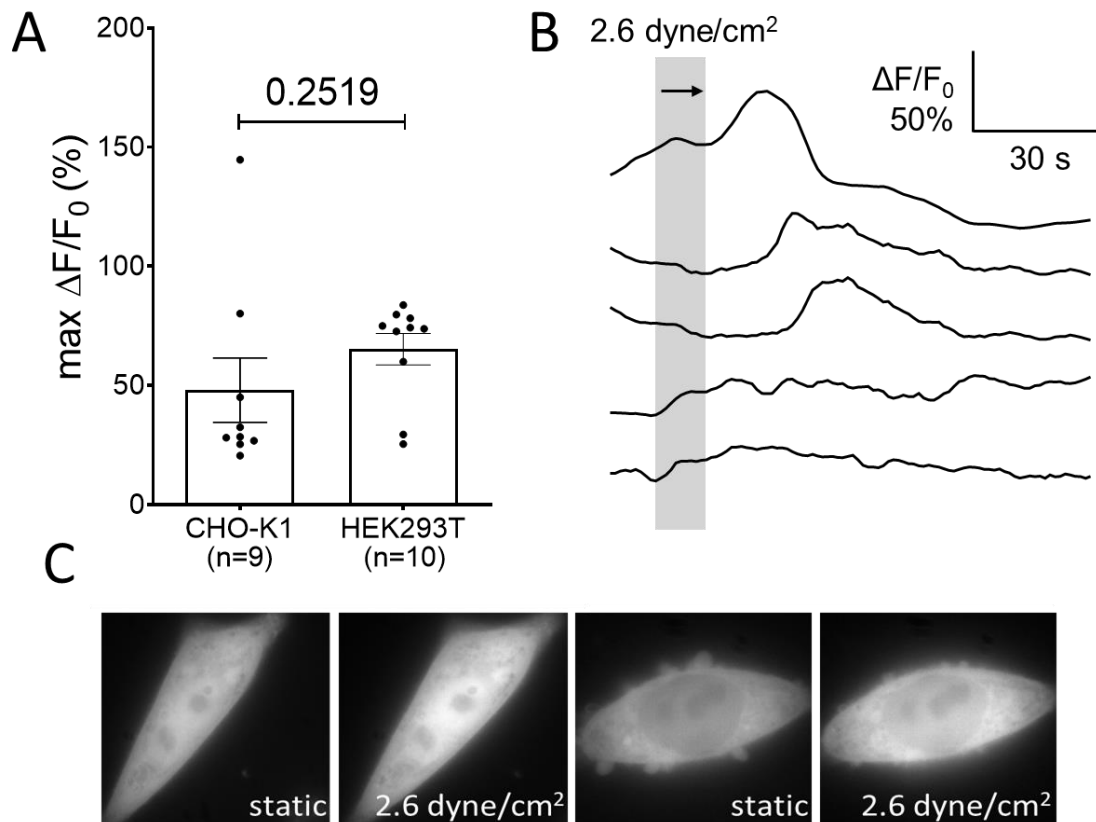 A
200
150
100
50
0
max ΔF/F₀ (%)
0.2519
CHO-K1
(n=9)
HEK293T
(n=10)
B
2.6 dyne/cm²
ΔF/F₀
50%
30 s
C
static
2.6 dyne/cm²
static
2.6 dyne/cm²